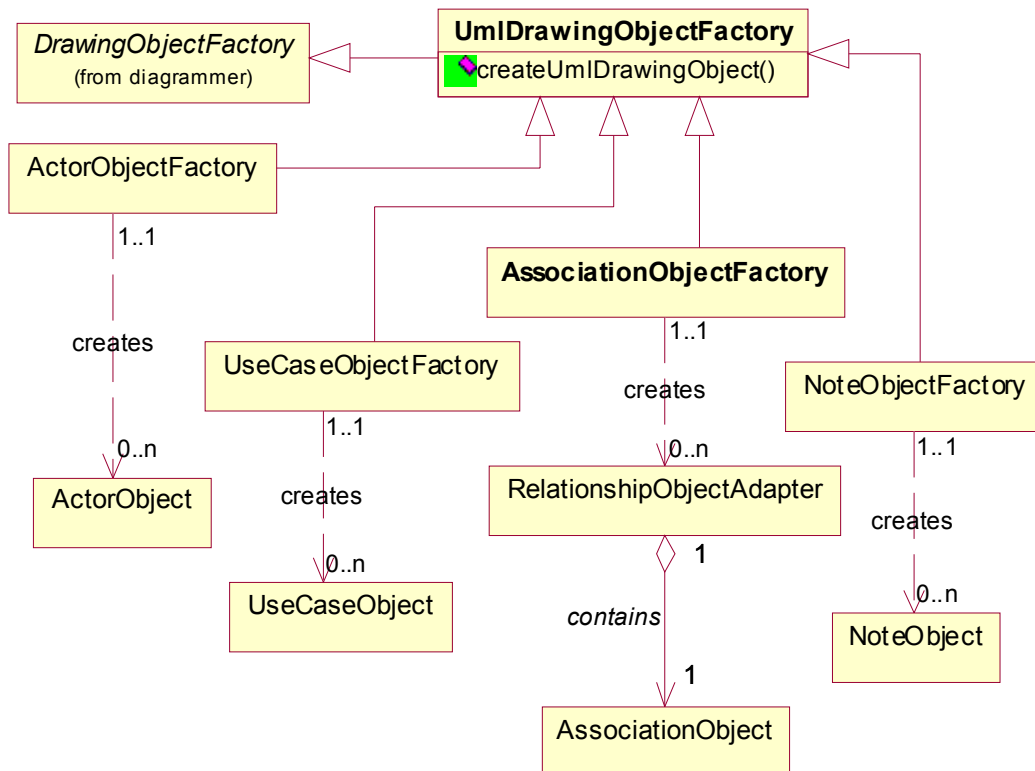 DrawingObjectFactory
(from diagrammer)
UmlDrawingObjectFactory
createUmlDrawingObject()
ActorObjectFactory
1..1
creates
0..n
ActorObject
UseCaseObjectFactory
1..1
creates
0..n
UseCaseObject
AssociationObjectFactory
1..1
creates
0..n
RelationshipObjectAdapter
1
contains
1
AssociationObject
NoteObjectFactory
1..1
creates
0..n
NoteObject